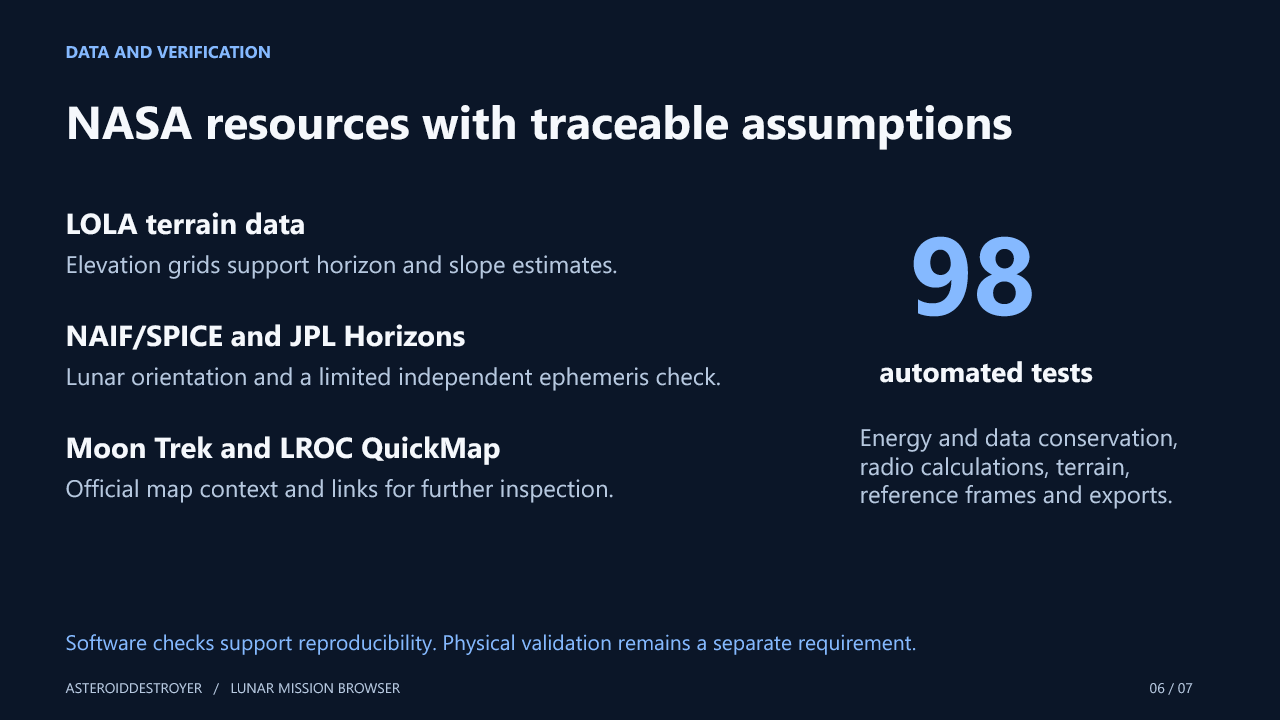 DATA AND VERIFICATION
NASA resources with traceable assumptions
LOLA terrain data
Elevation grids support horizon and slope estimates.
NAIF/SPICE and JPL Horizons
Lunar orientation and a limited independent ephemeris check.
Moon Trek and LROC QuickMap
Official map context and links for further inspection.
98
automated tests
Energy and data conservation,
radio calculations, terrain,
reference frames and exports.
Software checks support reproducibility. Physical validation remains a separate requirement.
ASTEROIDDESTROYER / LUNAR MISSION BROWSER
06 / 07